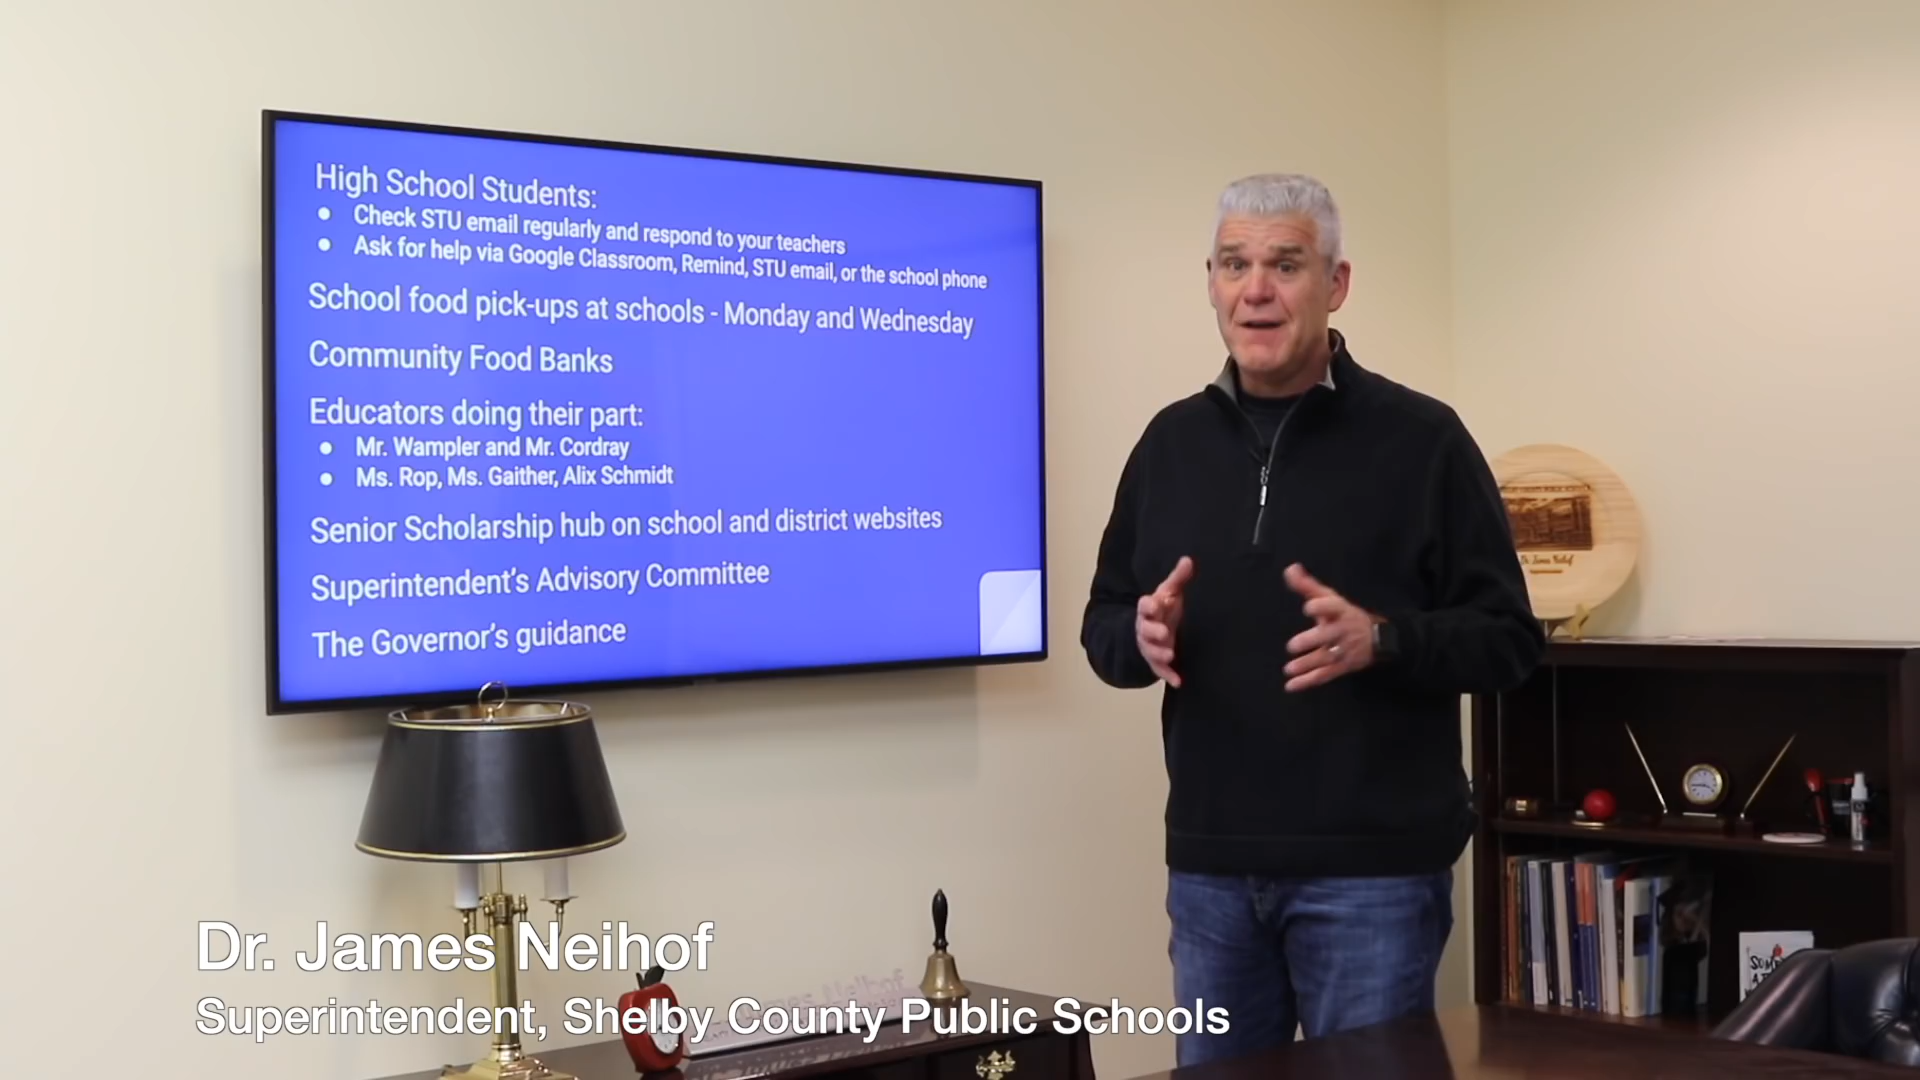 High School Students:
● Check STU email regularly and respond to your teachers
● Ask for help via Google Classroom, Remind, STU email, or the school phone
School food pick-ups at schools - Monday and Wednesday
Community Food Banks
Educators doing their part:
● Mr. Wampler and Mr. Cordray
● Ms. Rop, Ms. Gaither, Alix Schmidt
Senior Scholarship hub on school and district websites
Superintendent's Advisory Committee
The Governor's guidance
Dr. James Neihof
Dr. James Neihof
Superintendent, Shelby County Public Schools